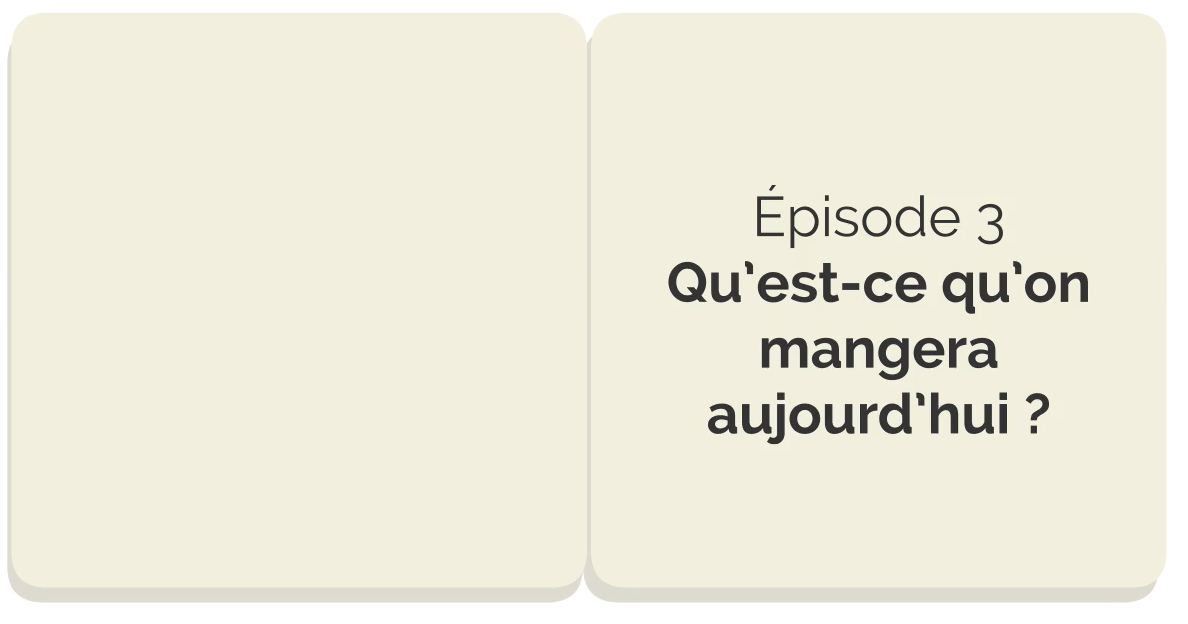 Épisode 3
Qu’est-ce qu’on
mangera
aujourd’hui ?